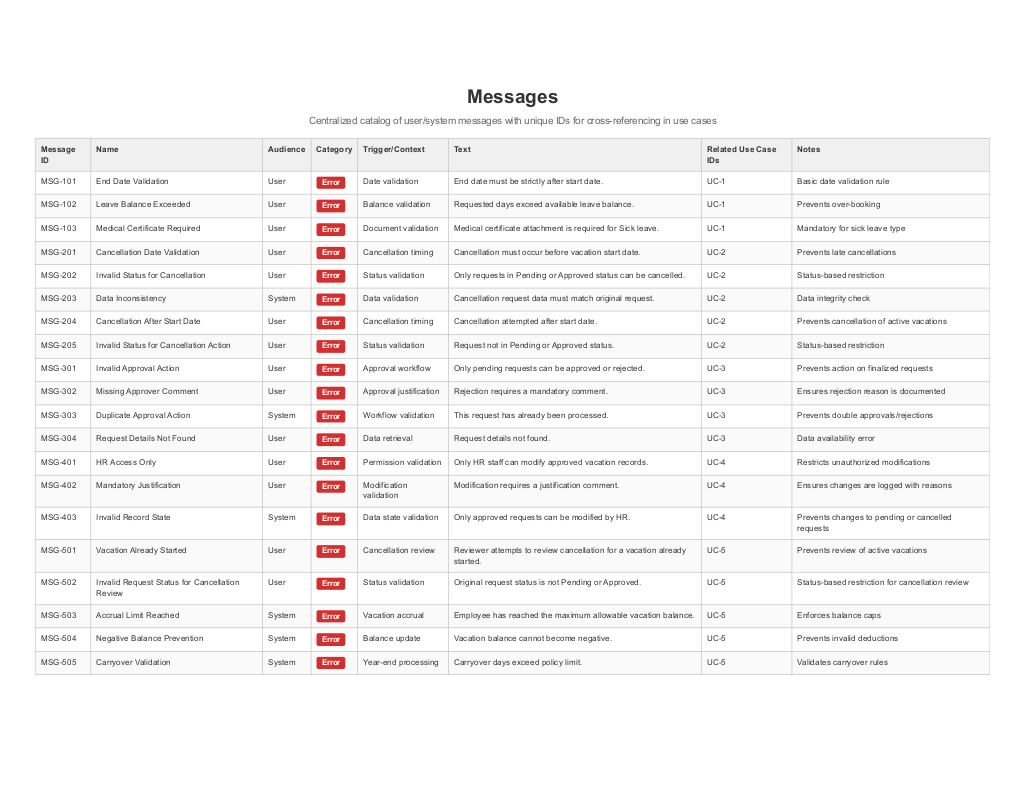 Messages
Centralized catalog of user/system messages with unique IDs for cross-referencing in use cases
Message ID Name Audience Category Trigger/Context Text Related Use Case IDs Notes
MSG-101 End Date Validation User Error Date validation End date must be strictly after start date. UC-1 Basic date validation rule
MSG-102 Leave Balance Exceeded User Error Balance validation Requested days exceed available leave balance. UC-1 Prevents over-booking
MSG-103 Medical Certificate Required User Error Document validation Medical certificate attachment is required for Sick leave. UC-1 Mandatory for sick leave type
MSG-201 Cancellation Date Validation User Error Cancellation timing Cancellation must occur before vacation start date. UC-2 Prevents late cancellations
MSG-202 Invalid Status for Cancellation User Error Status validation Only requests in Pending or Approved status can be cancelled. UC-2 Status-based restriction
MSG-203 Data Inconsistency System Error Data validation Cancellation request data must match original request. UC-2 Data integrity check
MSG-204 Cancellation After Start Date User Error Cancellation timing Cancellation attempted after start date. UC-2 Prevents cancellation of active vacations
MSG-205 Invalid Status for Cancellation Action User Error Status validation Request not in Pending or Approved status. UC-2 Status-based restriction
MSG-301 Invalid Approval Action User Error Approval workflow Only pending requests can be approved or rejected. UC-3 Prevents action on finalized requests
MSG-302 Missing Approver Comment User Error Approval justification Rejection requires a mandatory comment. UC-3 Ensures rejection reason is documented
MSG-303 Duplicate Approval Action System Error Workflow validation This request has already been processed. UC-3 Prevents double approvals/rejections
MSG-304 Request Details Not Found User Error Data retrieval Request details not found. UC-3 Data availability error
MSG-401 HR Access Only User Error Permission validation Only HR staff can modify approved vacation records. UC-4 Restricts unauthorized modifications
MSG-402 Mandatory Justification User Error Modification validation Modification requires a justification comment. UC-4 Ensures changes are logged with reasons
MSG-403 Invalid Record State System Error Data state validation Only approved requests can be modified by HR. UC-4 Prevents changes to pending or cancelled requests
MSG-501 Vacation Already Started User Error Cancellation review Reviewer attempts to review cancellation for a vacation already started. UC-5 Prevents review of active vacations
MSG-502 Invalid Request Status for Cancellation Review User Error Status validation Original request status is not Pending or Approved. UC-5 Status-based restriction for cancellation review
MSG-503 Accrual Limit Reached System Error Vacation accrual Employee has reached the maximum allowable vacation balance. UC-5 Enforces balance caps
MSG-504 Negative Balance Prevention System Error Balance update Vacation balance cannot become negative. UC-5 Prevents invalid deductions
MSG-505 Carryover Validation System Error Year-end processing Carryover days exceed policy limit. UC-5 Validates carryover rules